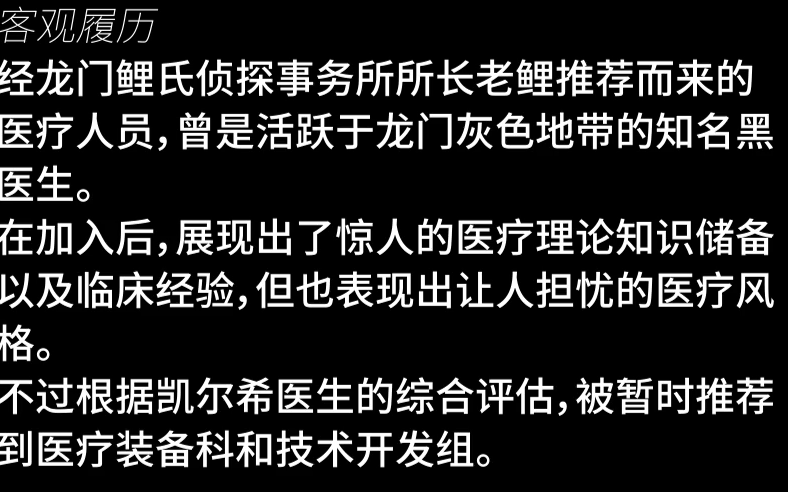 客观履历
经龙门鲤氏侦探事务所所长老鲤推荐而来的
医疗人员，曾是活跃于龙门灰色地带的知名黑
医生。
在加入后，展现出了惊人的医疗理论知识储备
以及临床经验，但也表现出让人担忧的医疗风
格。
不过根据凯尔希医生的综合评估，被暂时推荐
到医疗装备科和技术开发组。